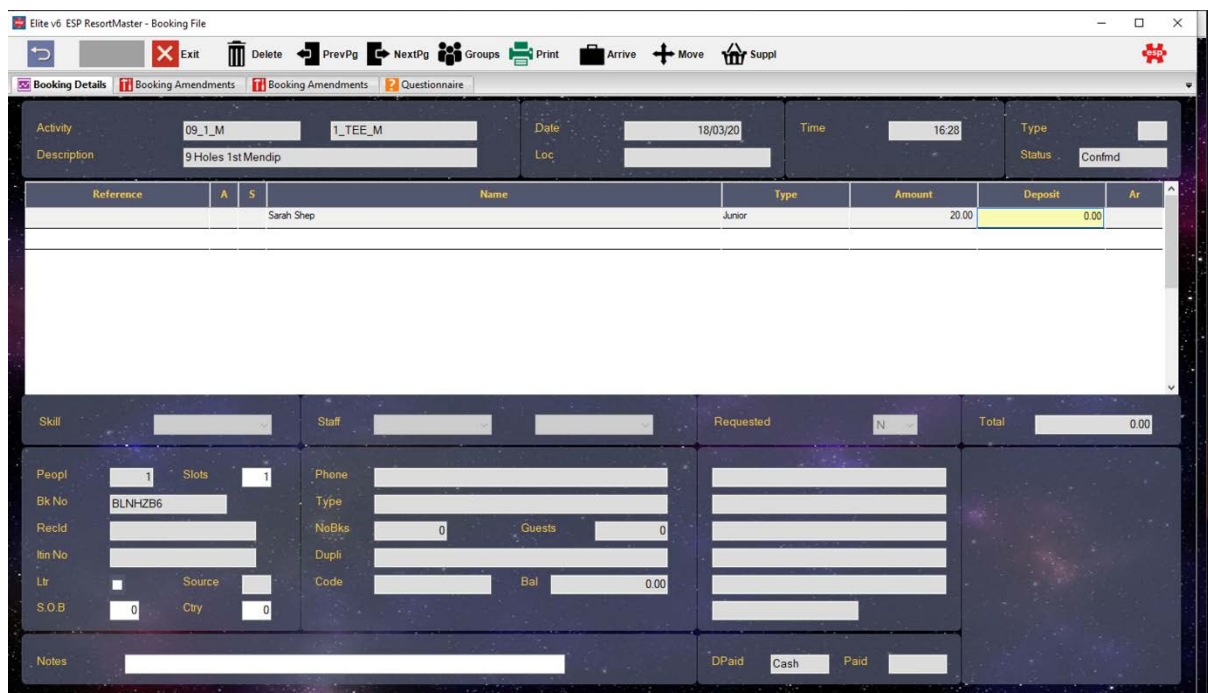 Elite v6 ESP ResortMaster - Booking File
Exit Delete PrevPg NextPg Groups Print Arrive Move Suppl esp
Booking Details Booking Amendments Booking Amendments Questionnaire
Activity 09_1_M 1_TEE_M Date 18/03/20 Time 16:28 Type
Description 9 Holes 1st Mendip Loc Status Confmd
Reference A S Name Type Amount Deposit Ar
Sarah Shep Junior 20.00 0.00
Skill Staff Requested N Total 0.00
Peopl 1 Slots 1 Phone
Bk No BLNHZB6 Type
RecId NoBks 0 Guests 0
Itin No Dupli
Ltr Source Code Bal 0.00
S.O.B 0 Ctry 0
Notes DPaid Cash Paid